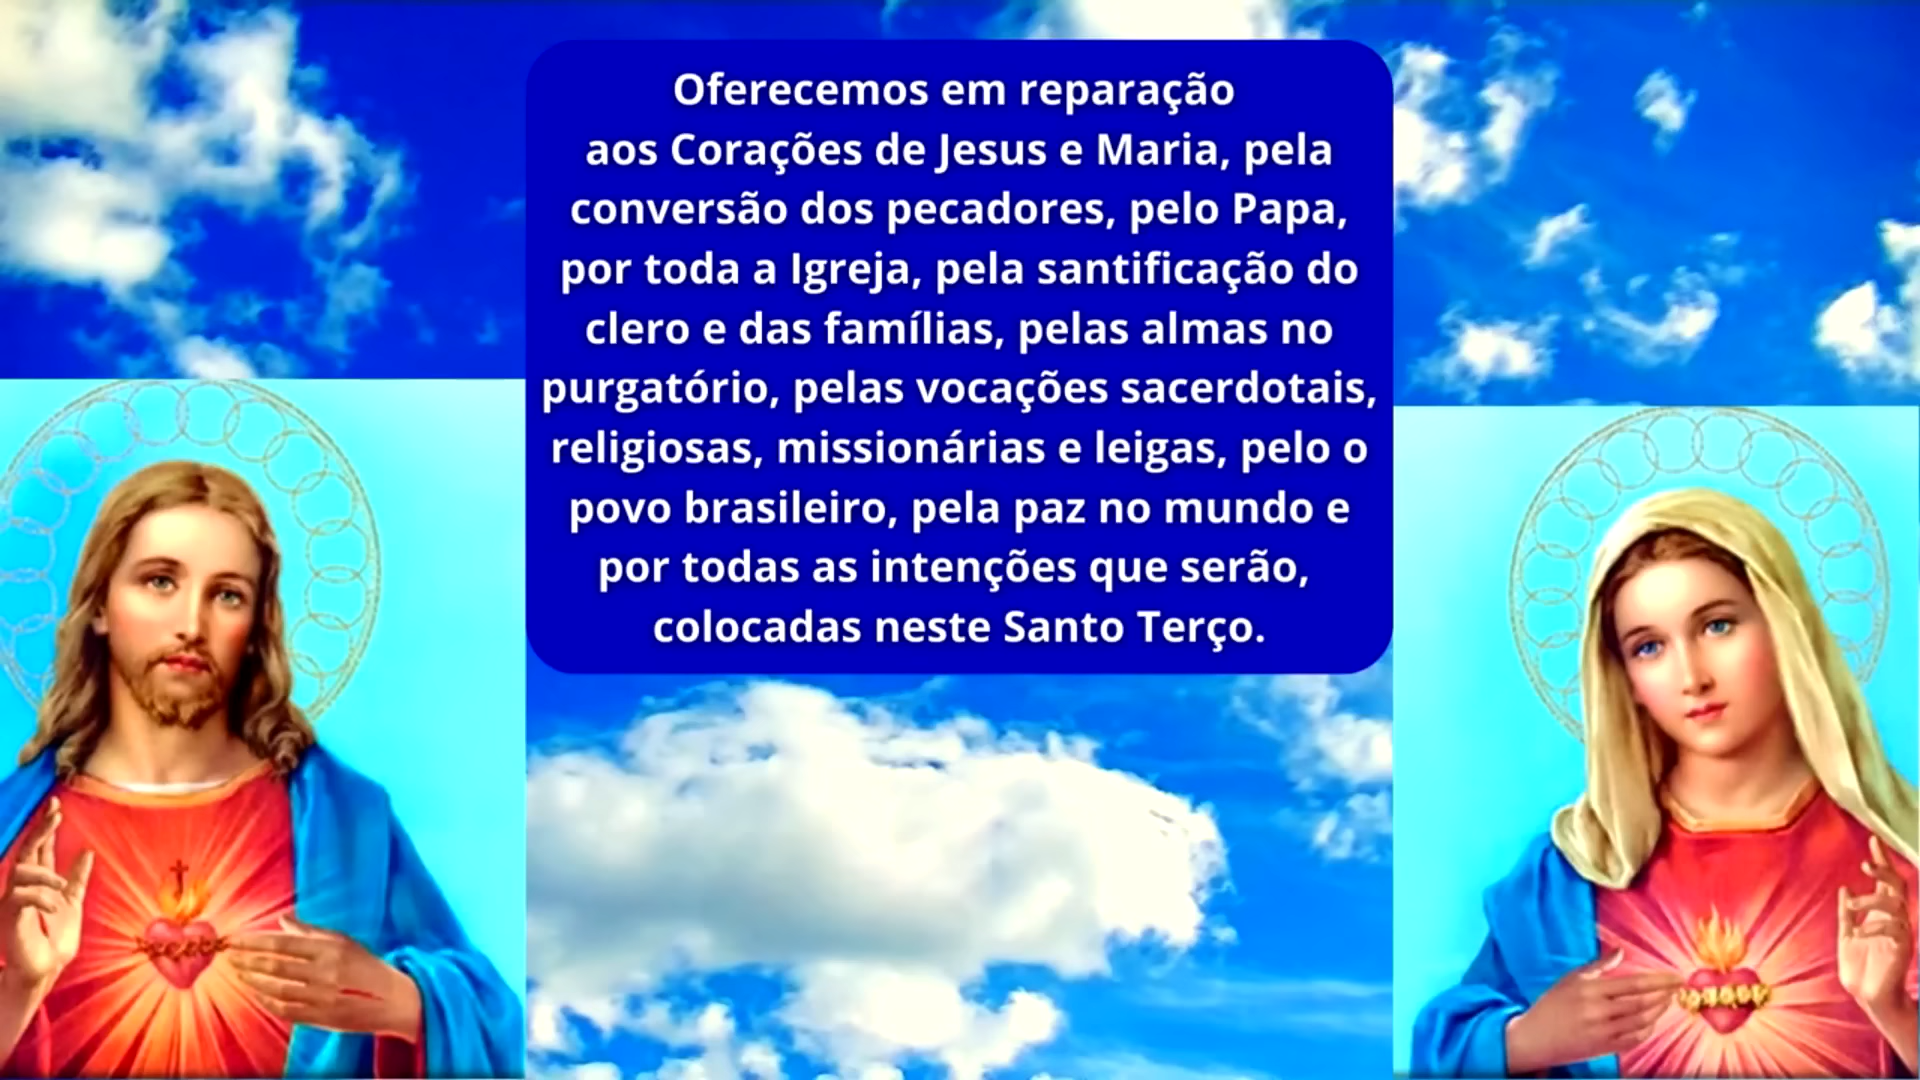 Oferecemos em reparação
aos Corações de Jesus e Maria, pela
conversão dos pecadores, pelo Papa,
por toda a Igreja, pela santificação do
clero e das famílias, pelas almas no
purgatório, pelas vocações sacerdotais,
religiosas, missionárias e leigas, pelo o
povo brasileiro, pela paz no mundo e
por todas as intenções que serão,
colocadas neste Santo Terço.